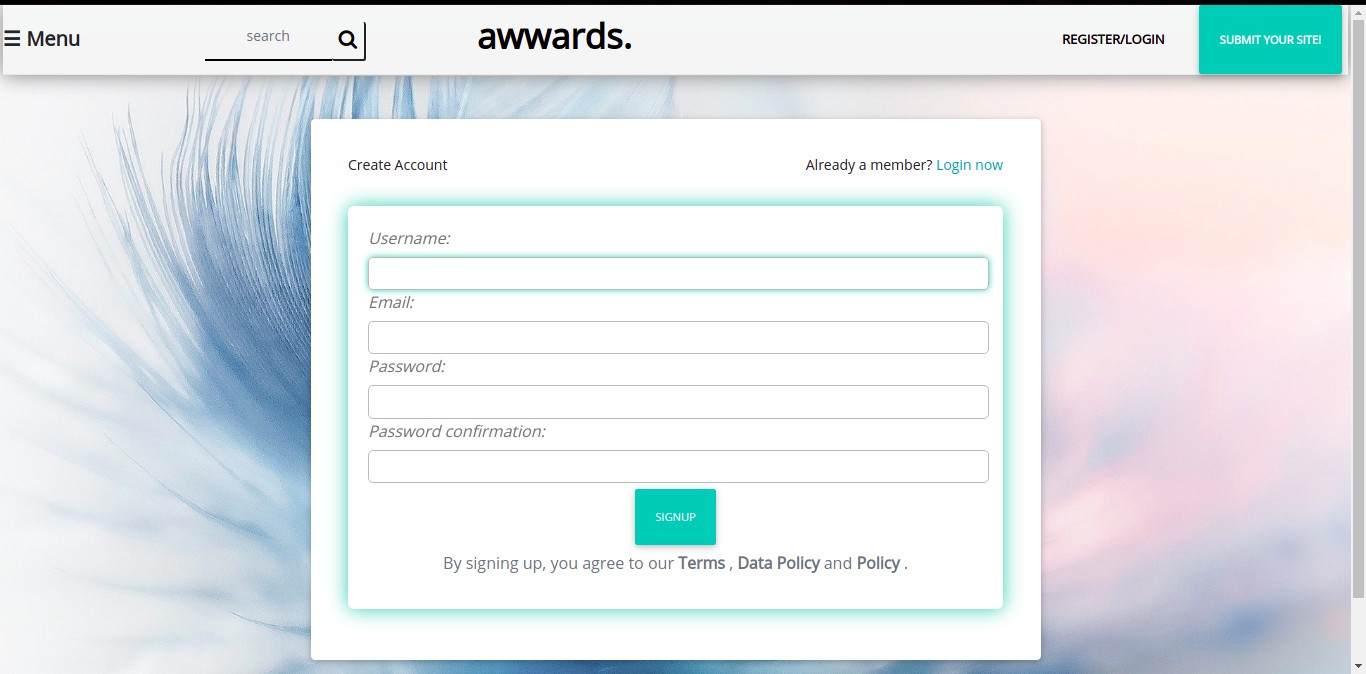 ☰ Menu
search
awwards.
REGISTER/LOGIN
SUBMIT YOUR SITE!
Create Account
Already a member? Login now
Username:
Email:
Password:
Password confirmation:
SIGNUP
By signing up, you agree to our Terms , Data Policy and Policy .